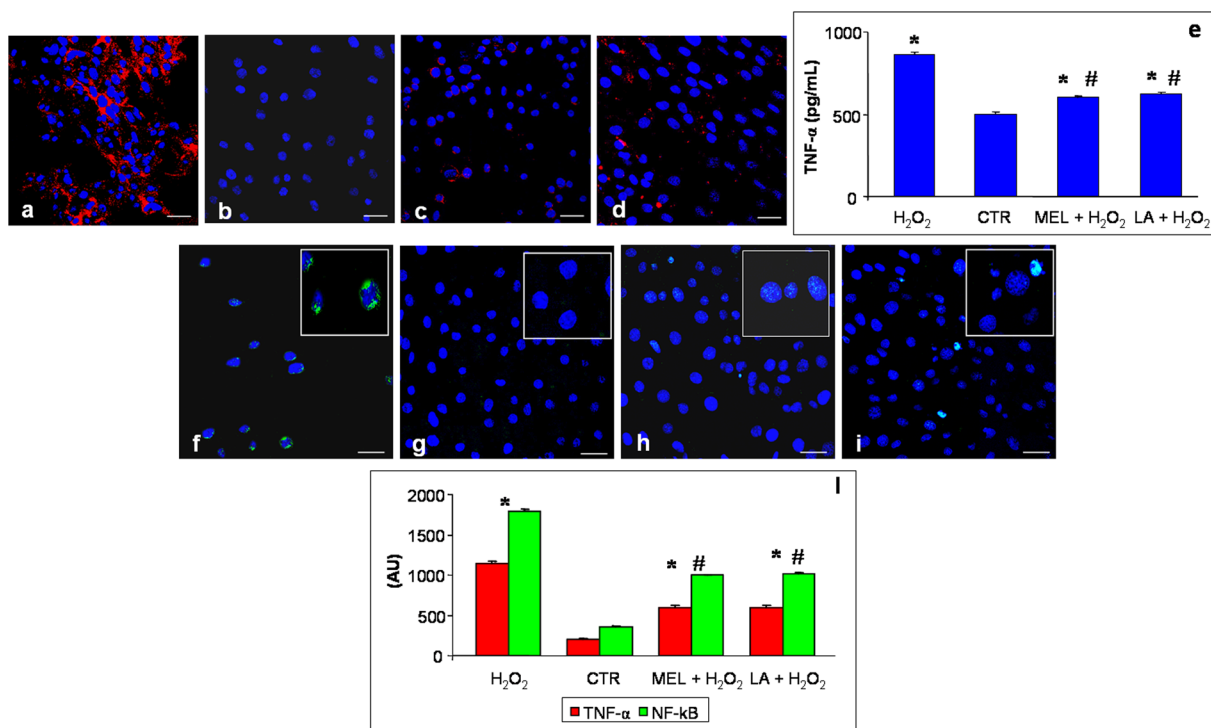 a
b
c
d
e
1000
500
0
TNF-α (pg/mL)
*
* #
* #
H₂O₂ CTR MEL + H₂O₂ LA + H₂O₂
f
g
h
i
l
2000
1500
1000
500
0
(AU)
*
* #
* #
H₂O₂ CTR MEL + H₂O₂ LA + H₂O₂
TNF-α NF-kB